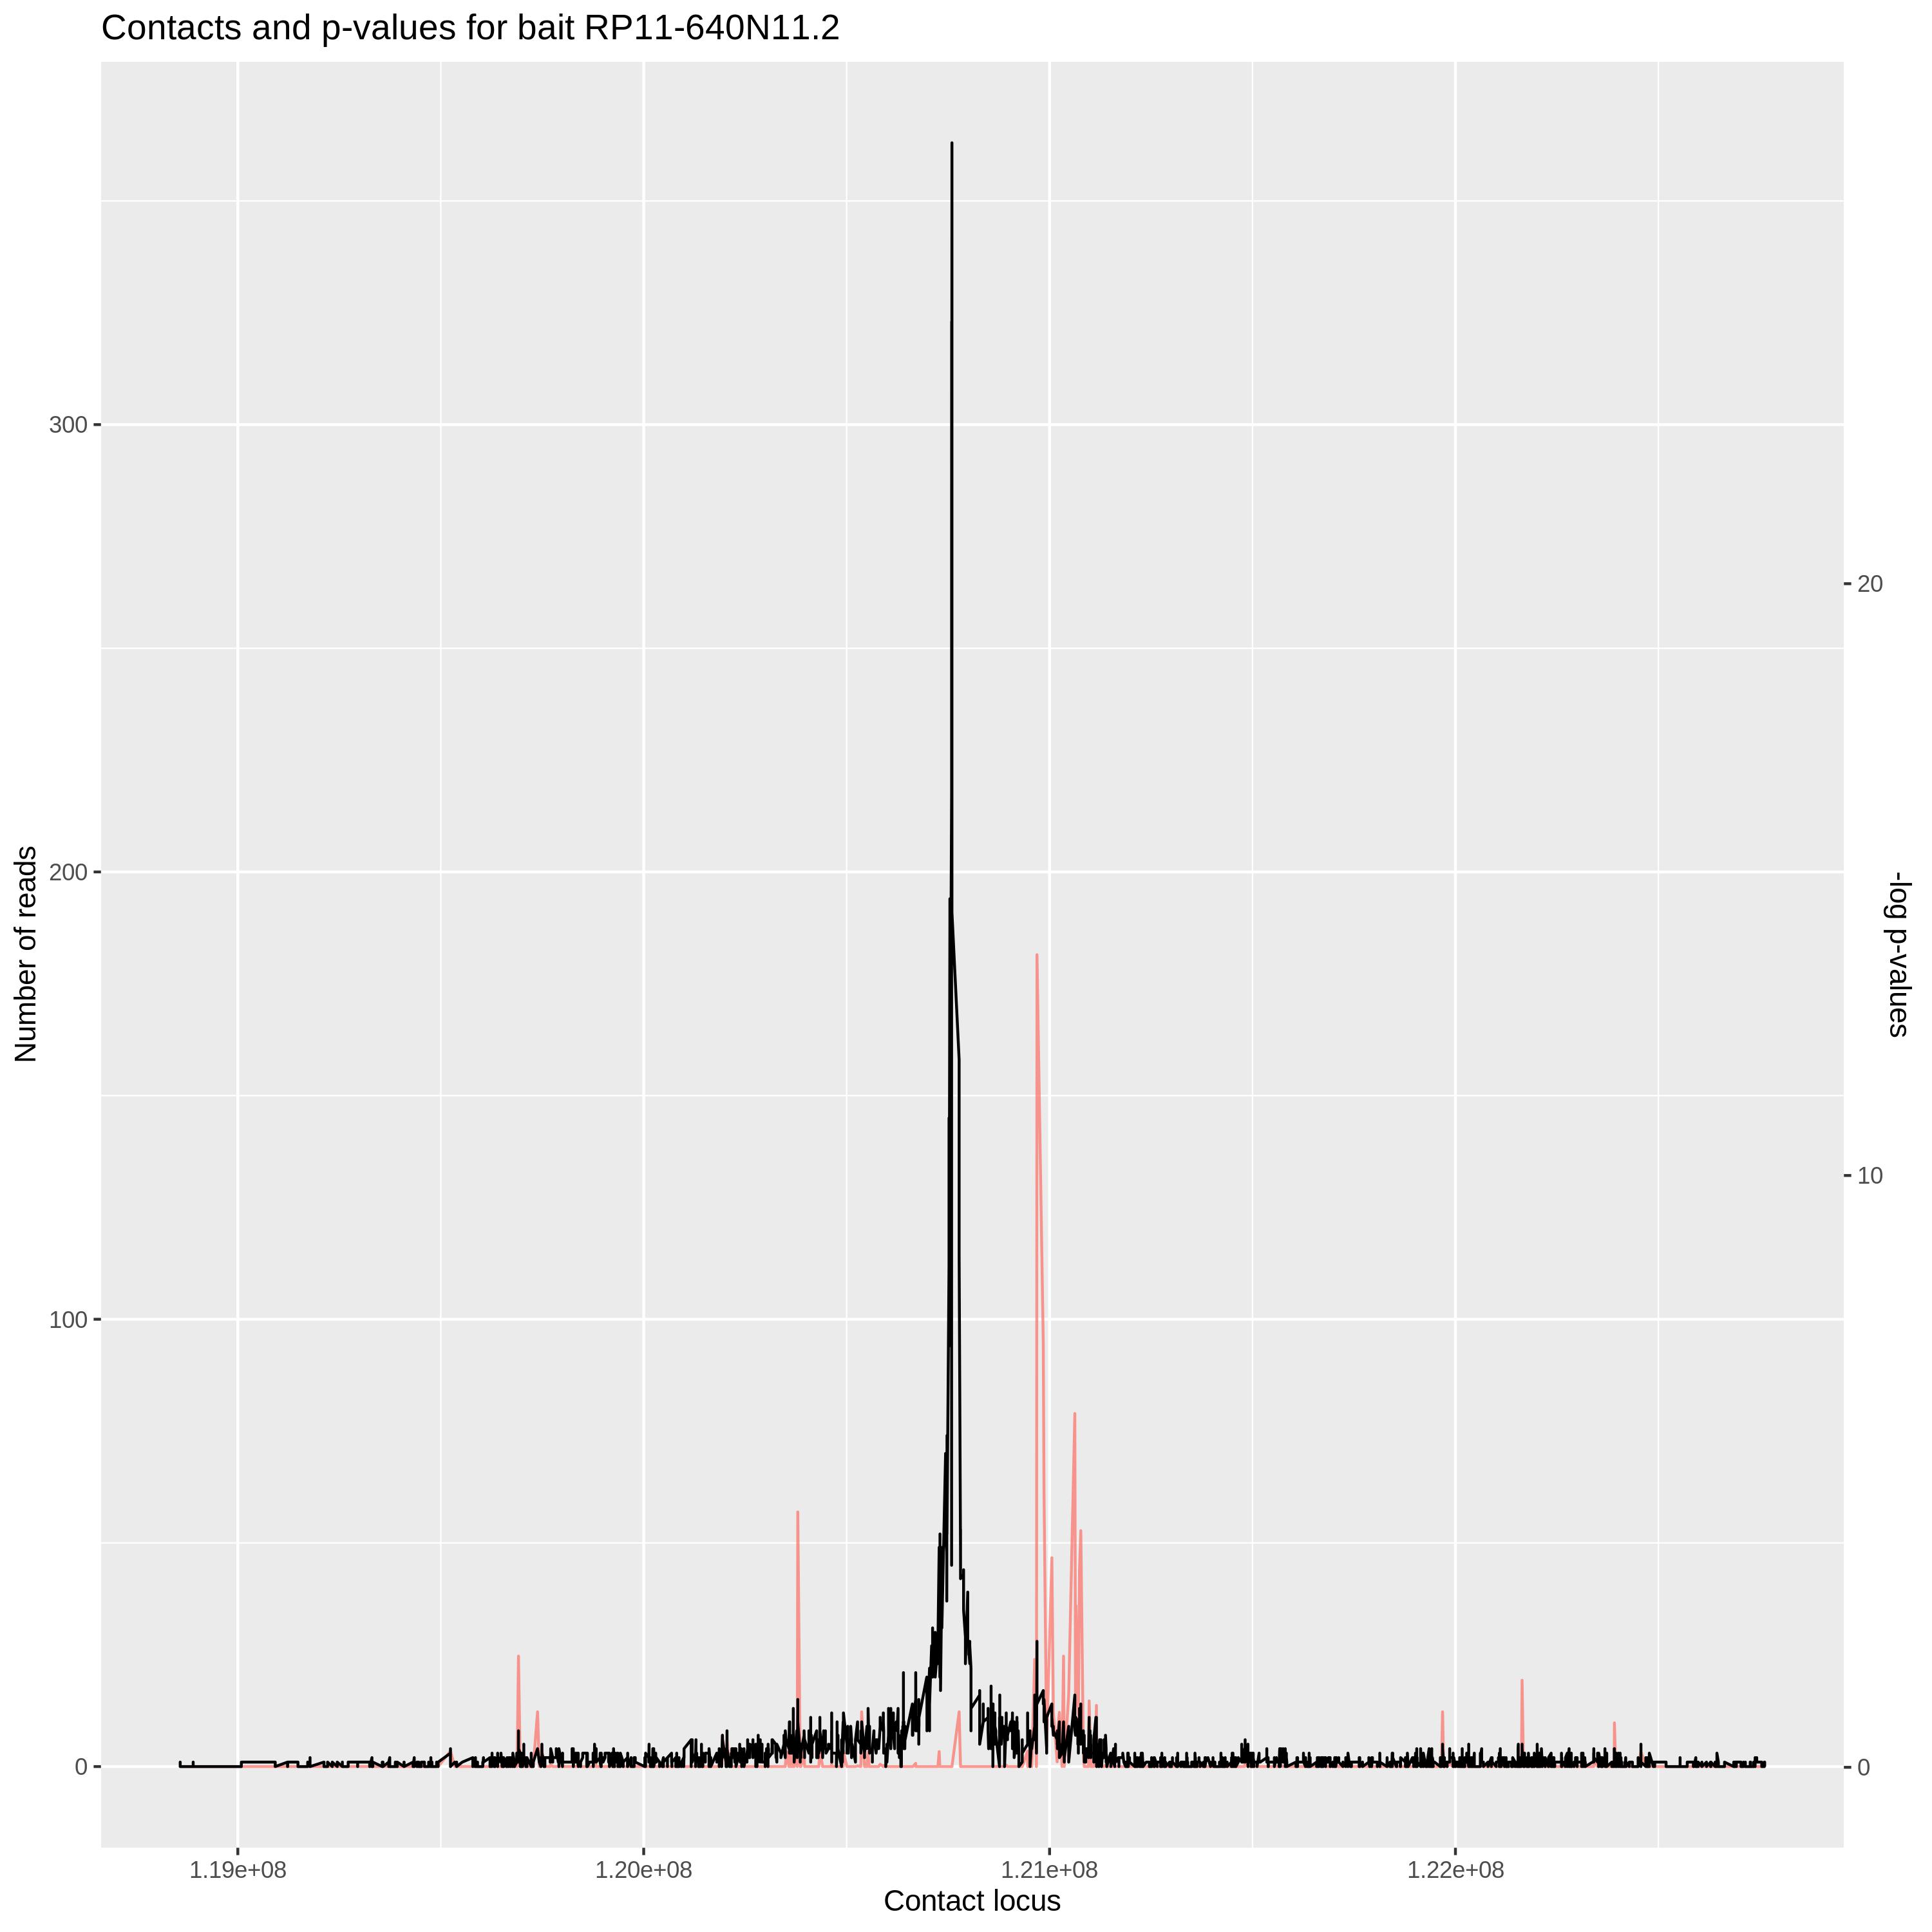 Contacts and p-values for bait RP11-640N11.2
Number of reads
300
200
100
0
20
10
0
-log p-values
1.19e+08
1.20e+08
1.21e+08
1.22e+08
Contact locus